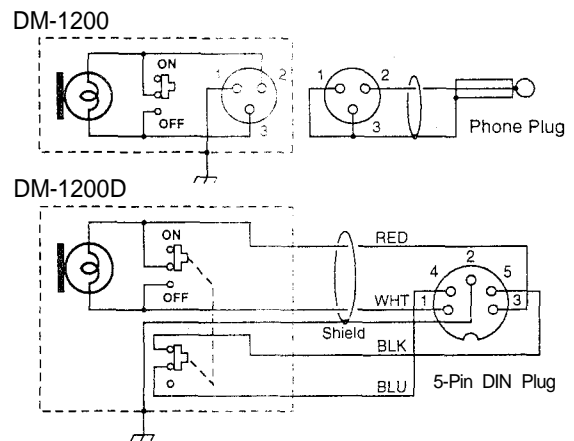 DM-1200
ON
OFF
1
2
3
1
2
3
Phone Plug
DM-1200D
ON
OFF
RED
WHT
Shield
BLK
BLU
2
4
5
1
3
5-Pin DIN Plug